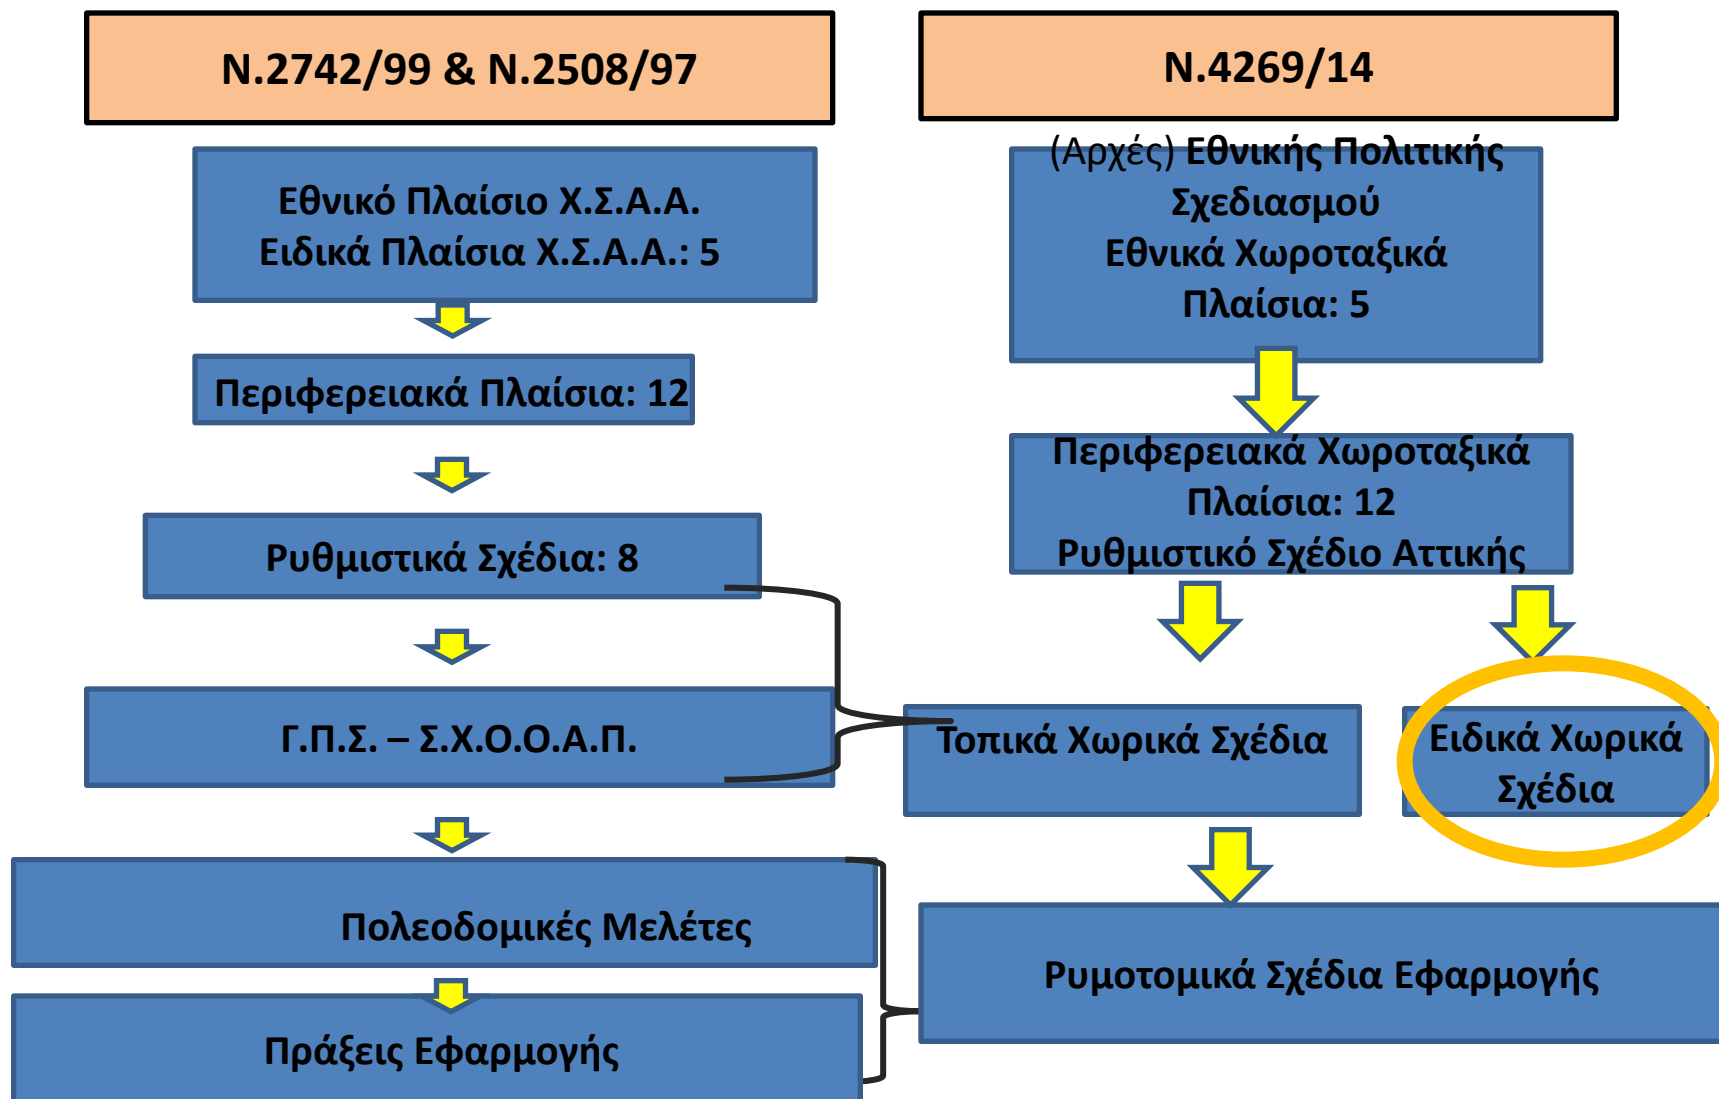 Ν.2742/99 & Ν.2508/97
Εθνικό Πλαίσιο Χ.Σ.Α.Α.
Ειδικά Πλαίσια Χ.Σ.Α.Α.: 5
Περιφερειακά Πλαίσια: 12
Ρυθμιστικά Σχέδια: 8
Γ.Π.Σ. – Σ.Χ.Ο.Ο.Α.Π.
Πολεοδομικές Μελέτες
Πράξεις Εφαρμογής
Ν.4269/14
(Αρχές) Εθνικής Πολιτικής
Σχεδιασμού
Εθνικά Χωροταξικά
Πλαίσια: 5
Περιφερειακά Χωροταξικά
Πλαίσια: 12
Ρυθμιστικό Σχέδιο Αττικής
Τοπικά Χωρικά Σχέδια
Ειδικά Χωρικά
Σχέδια
Ρυμοτομικά Σχέδια Εφαρμογής